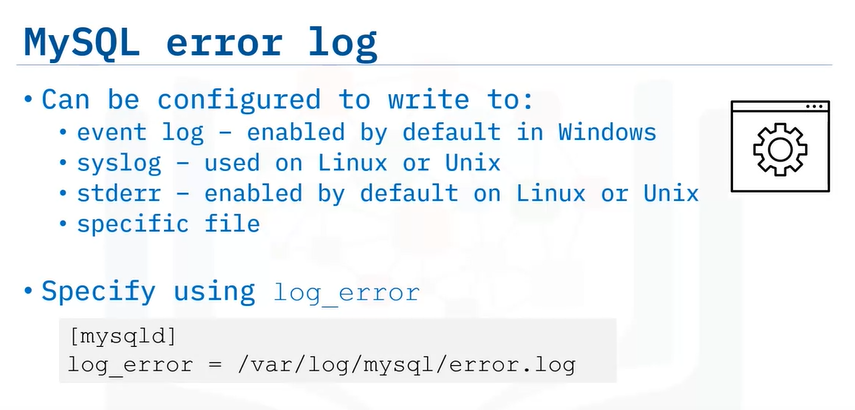 MySQL error log
• Can be configured to write to:
• event log – enabled by default in Windows
• syslog – used on Linux or Unix
• stderr – enabled by default on Linux or Unix
• specific file
• Specify using log_error
[mysqld]
log_error = /var/log/mysql/error.log